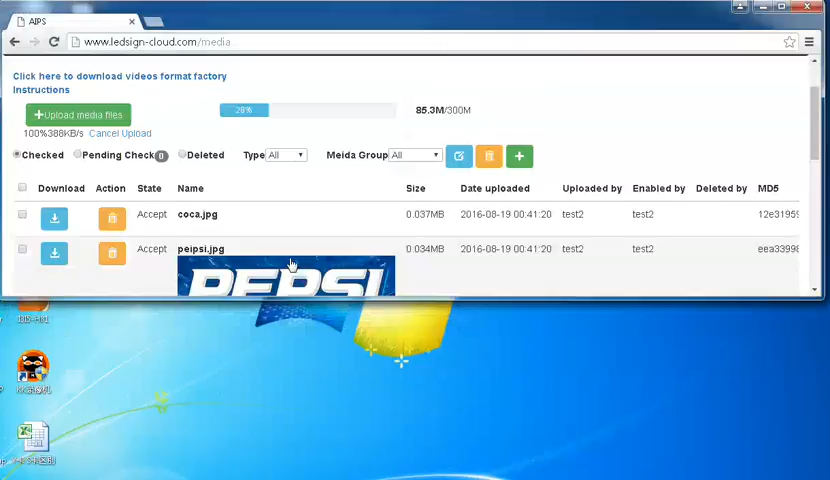 AIPS
www.ledsign-cloud.com/media
Click here to download videos format factory
Instructions
Upload media files
28% 85.3M/300M
100%388KB/s Cancel Upload
Checked Pending Check 0 Deleted Type All Meida Group All
Download Action State Name Size Date uploaded Uploaded by Enabled by Deleted by MD5
Accept coca.jpg 0.037MB 2016-08-19 00:41:20 test2 test2 12e31959
Accept peipsi.jpg 0.034MB 2016-08-19 00:41:20 test2 test2 eea33998
PEPSI